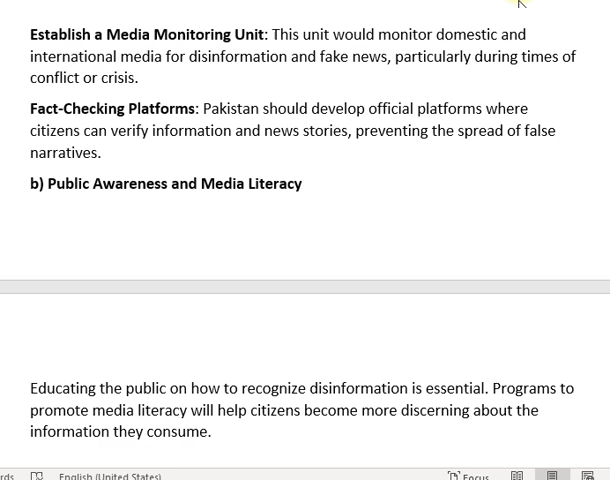 Establish a Media Monitoring Unit: This unit would monitor domestic and
international media for disinformation and fake news, particularly during times of
conflict or crisis.
Fact-Checking Platforms: Pakistan should develop official platforms where
citizens can verify information and news stories, preventing the spread of false
narratives.
b) Public Awareness and Media Literacy
Educating the public on how to recognize disinformation is essential. Programs to
promote media literacy will help citizens become more discerning about the
information they consume.
rds English (United States) Focus